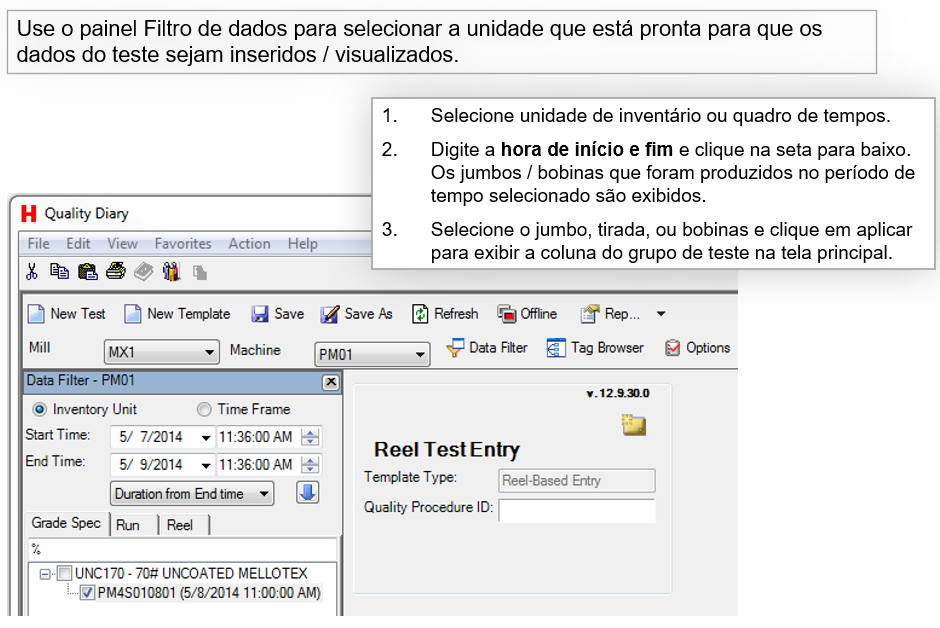 Use o painel Filtro de dados para selecionar a unidade que está pronta para que os
dados do teste sejam inseridos / visualizados.
1. Selecione unidade de inventário ou quadro de tempos.
2. Digite a hora de início e fim e clique na seta para baixo.
Os jumbos / bobinas que foram produzidos no período de
tempo selecionado são exibidos.
3. Selecione o jumbo, tirada, ou bobinas e clique em aplicar
para exibir a coluna do grupo de teste na tela principal.
H Quality Diary
File Edit View Favorites Action Help
New Test New Template Save Save As Refresh Offline Rep...
Mill MX1 Machine PM01 Data Filter Tag Browser Options
Data Filter - PM01
Inventory Unit Time Frame
Start Time: 5/ 7/2014 11:36:00 AM
End Time: 5/ 9/2014 11:36:00 AM
Duration from End time
Grade Spec Run Reel
%
UNC170 - 70# UNCOATED MELLOTEX
PM4S010801 (5/8/2014 11:00:00 AM)
v. 12.9.30.0
Reel Test Entry
Template Type: Reel-Based Entry
Quality Procedure ID: